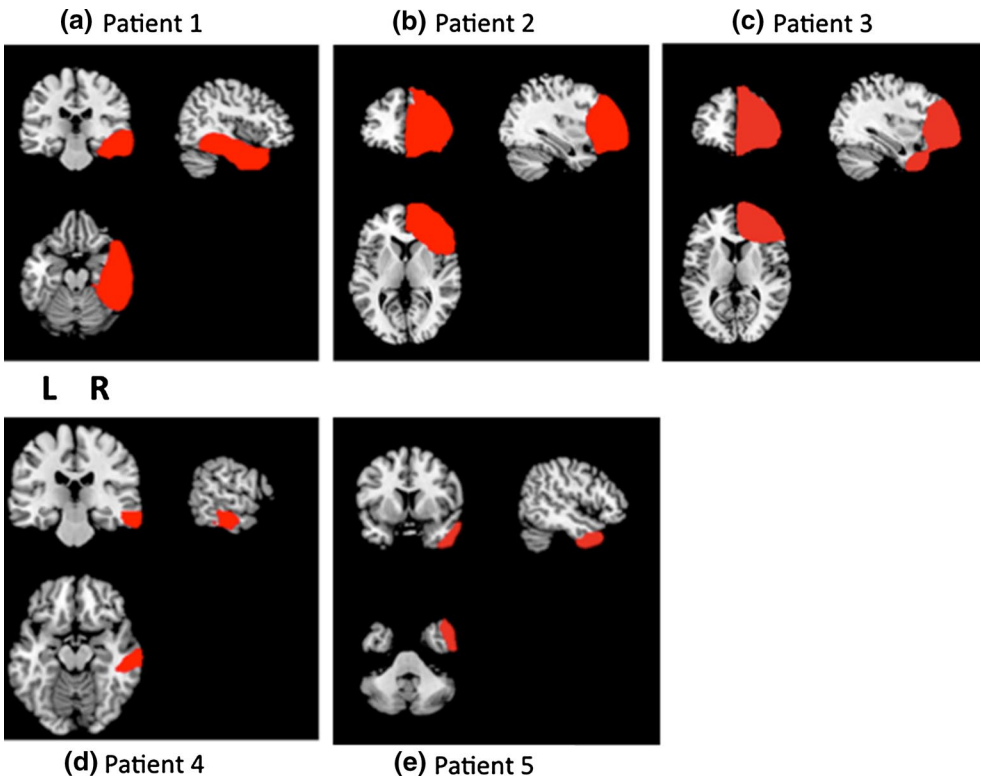 (a) Patient 1
(b) Patient 2
(c) Patient 3
L R
(d) Patient 4
(e) Patient 5